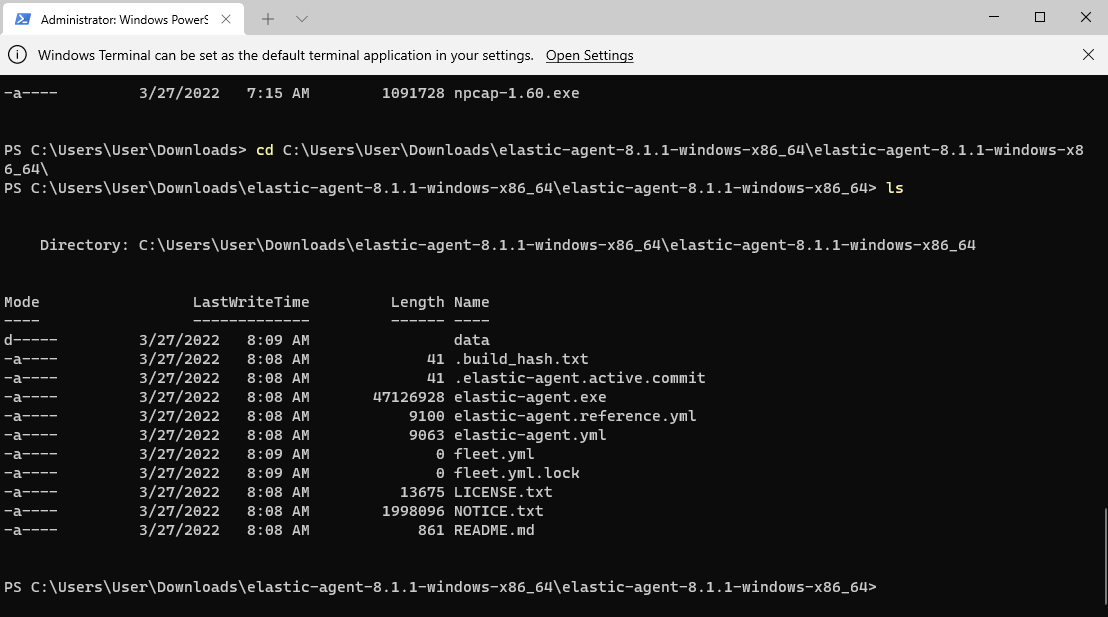 Administrator: Windows PowerS
Windows Terminal can be set as the default terminal application in your settings. Open Settings
-a---- 3/27/2022 7:15 AM 1091728 npcap-1.60.exe
PS C:\Users\User\Downloads> cd C:\Users\User\Downloads\elastic-agent-8.1.1-windows-x86_64\elastic-agent-8.1.1-windows-x8
6_64\
PS C:\Users\User\Downloads\elastic-agent-8.1.1-windows-x86_64\elastic-agent-8.1.1-windows-x86_64> ls
Directory: C:\Users\User\Downloads\elastic-agent-8.1.1-windows-x86_64\elastic-agent-8.1.1-windows-x86_64
Mode LastWriteTime Length Name
---- ------------- ------ ----
d----- 3/27/2022 8:09 AM data
-a---- 3/27/2022 8:08 AM 41 .build_hash.txt
-a---- 3/27/2022 8:08 AM 41 .elastic-agent.active.commit
-a---- 3/27/2022 8:08 AM 47126928 elastic-agent.exe
-a---- 3/27/2022 8:08 AM 9100 elastic-agent.reference.yml
-a---- 3/27/2022 8:08 AM 9063 elastic-agent.yml
-a---- 3/27/2022 8:09 AM 0 fleet.yml
-a---- 3/27/2022 8:09 AM 0 fleet.yml.lock
-a---- 3/27/2022 8:08 AM 13675 LICENSE.txt
-a---- 3/27/2022 8:08 AM 1998096 NOTICE.txt
-a---- 3/27/2022 8:08 AM 861 README.md
PS C:\Users\User\Downloads\elastic-agent-8.1.1-windows-x86_64\elastic-agent-8.1.1-windows-x86_64>